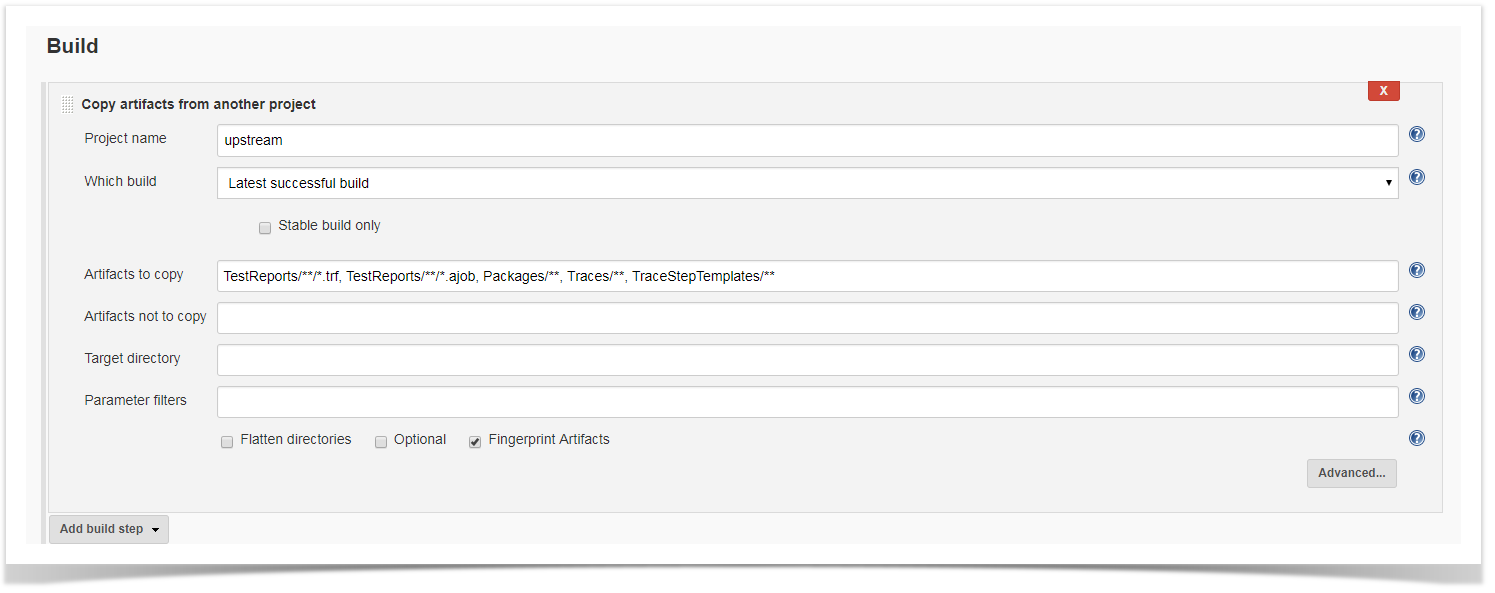 Build
X
Copy artifacts from another project
Project name
upstream
?
Which build
Latest successful build
?
Stable build only
Artifacts to copy
TestReports/**/*.trf, TestReports/**/*.ajob, Packages/**, Traces/**, TraceStepTemplates/**
?
Artifacts not to copy
?
Target directory
?
Parameter filters
?
Flatten directories Optional Fingerprint Artifacts
?
Advanced...
Add build step